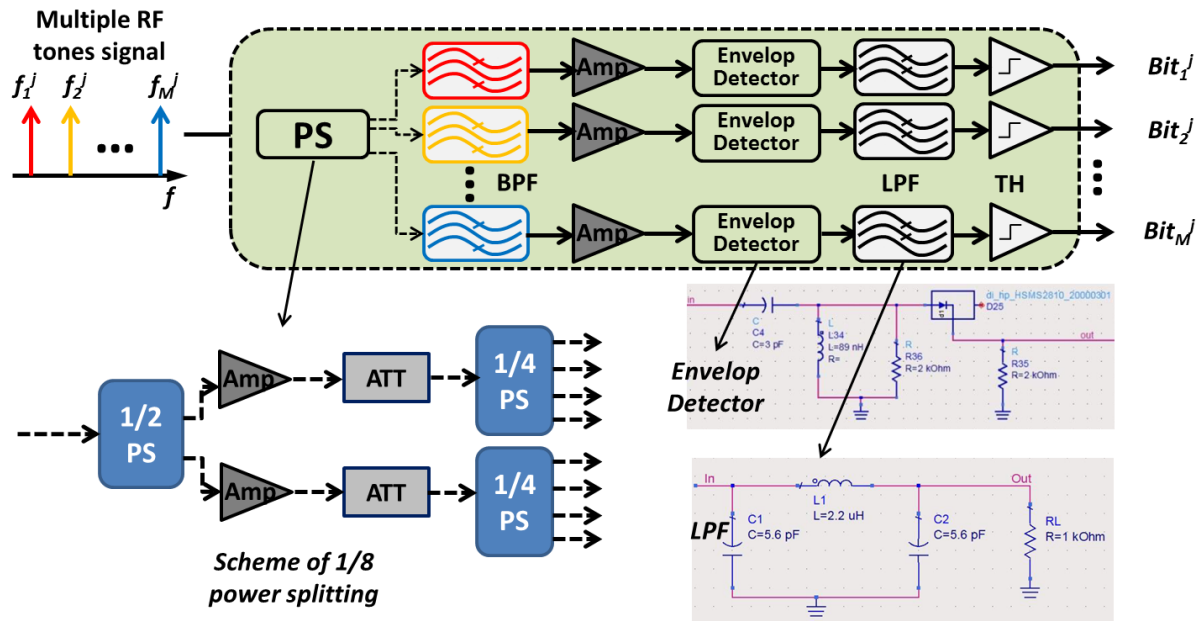 Multiple RF
tones signal
f1j
f2j
fMj
f
PS
BPF
Amp
Amp
Amp
Envelop
Detector
Envelop
Detector
Envelop
Detector
LPF
TH
Bit1j
Bit2j
BitMj
1/2
PS
Amp
ATT
1/4
PS
Amp
ATT
1/4
PS
Scheme of 1/8
power splitting
Envelop
Detector
in
C
C4
C=3 pF
L
L34
L=89 nH
R=
R
R36
R=2 kOhm
di_hp_HSMS2810_20000301
D25
out
R
R35
R=2 kOhm
LPF
In
C1
C=5.6 pF
L1
L=2.2 uH
C2
C=5.6 pF
Out
RL
R=1 kOhm